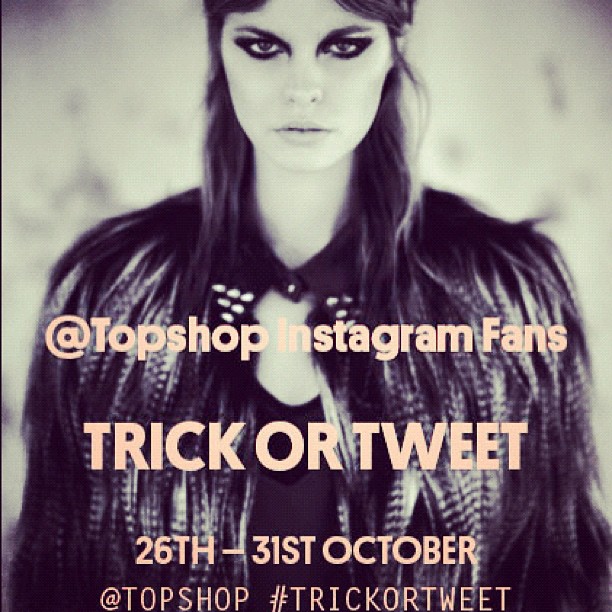 @Topshop Instagram Fans
TRICK OR TWEET
26TH – 31ST OCTOBER
@TOPSHOP #TRICKORTWEET